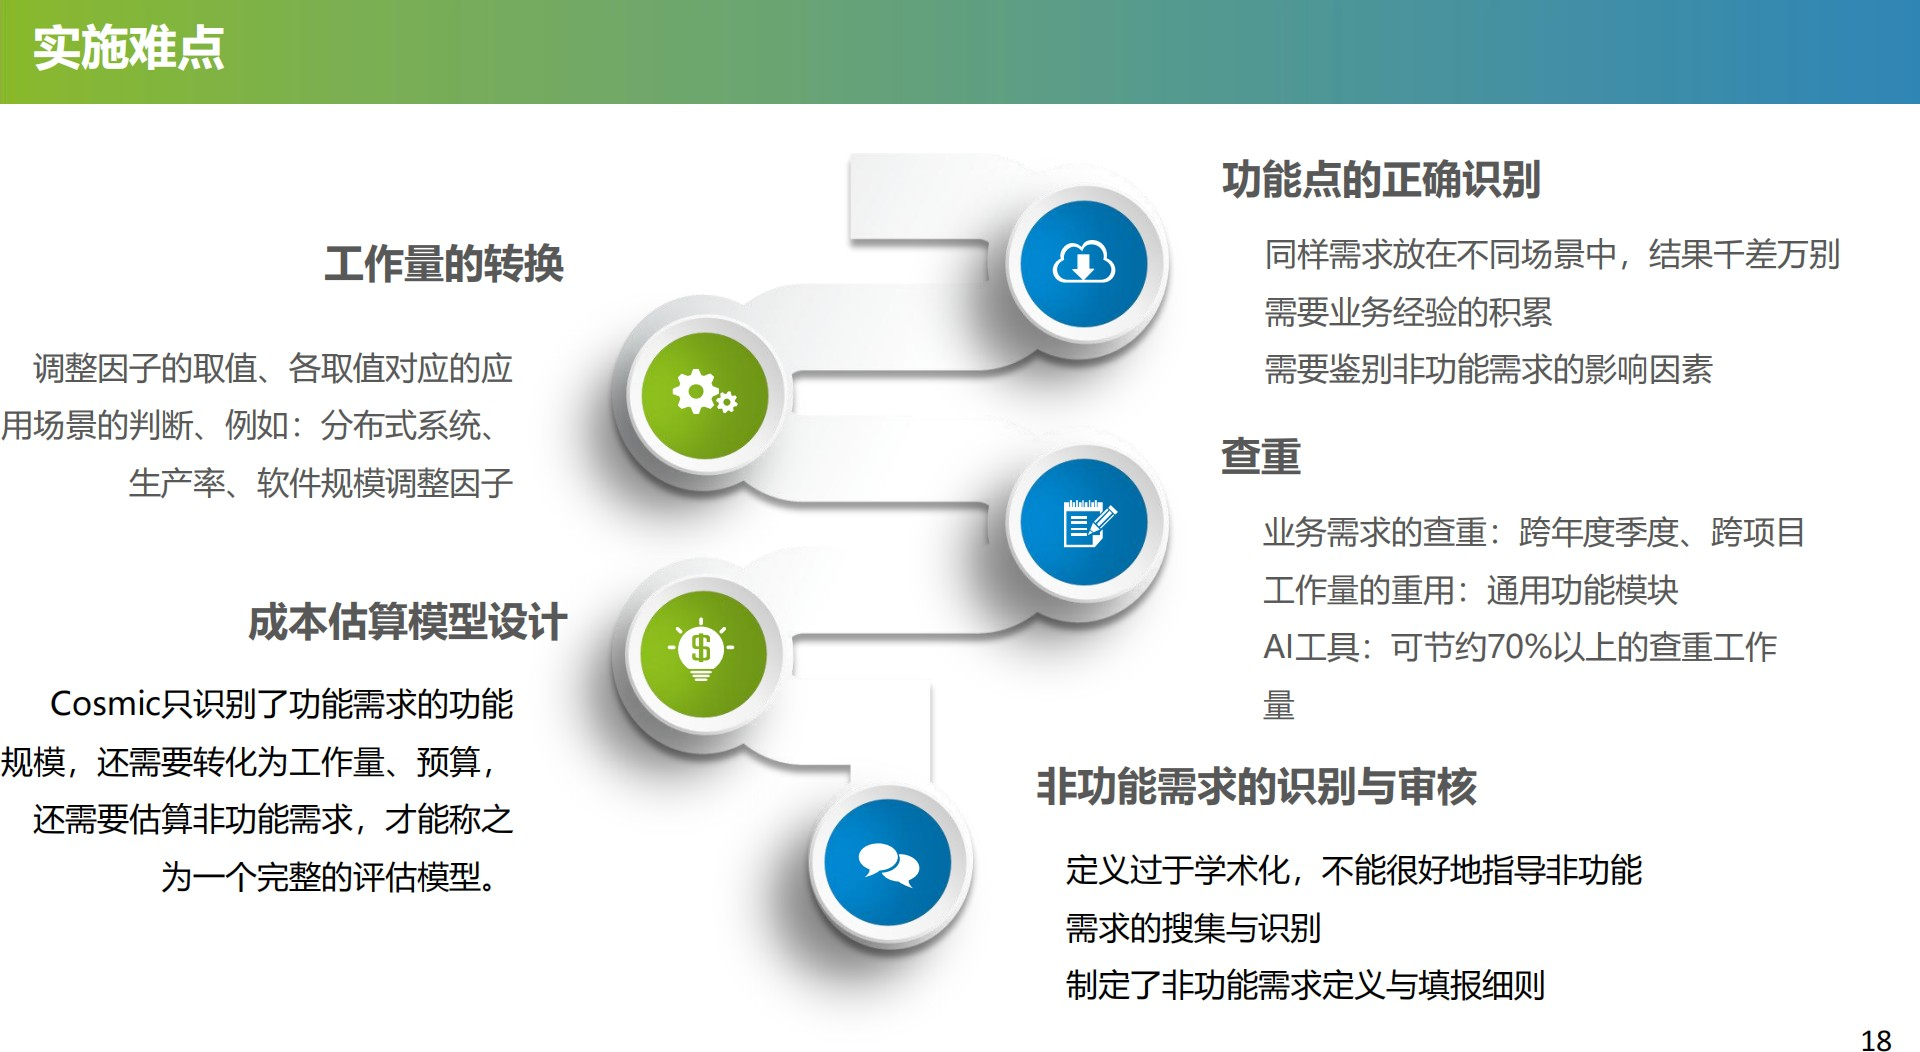 实施难点
功能点的正确识别
同样需求放在不同场景中，结果千差万别
需要业务经验的积累
需要鉴别非功能需求的影响因素
工作量的转换
调整因子的取值、各取值对应的应
用场景的判断、例如：分布式系统、
生产率、软件规模调整因子
查重
业务需求的查重：跨年度季度、跨项目
工作量的重用：通用功能模块
AI工具：可节约70%以上的查重工作
量
成本估算模型设计
Cosmic只识别了功能需求的功能
规模，还需要转化为工作量、预算，
还需要估算非功能需求，才能称之
为一个完整的评估模型。
$
非功能需求的识别与审核
定义过于学术化，不能很好地指导非功能
需求的搜集与识别
制定了非功能需求定义与填报细则
18